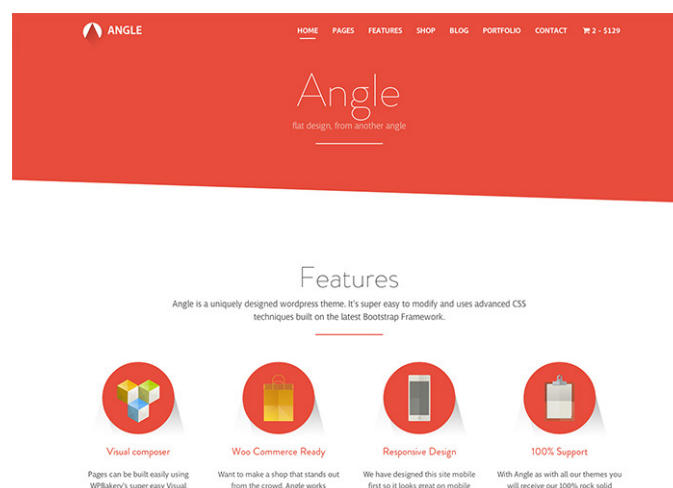 ANGLE
HOME PAGES FEATURES SHOP BLOG PORTFOLIO CONTACT 2 - $129
Angle
flat design, from another angle
Features
Angle is a uniquely designed wordpress theme. It's super easy to modify and uses advanced CSS
techniques built on the latest Bootstrap Framework.
Visual composer
Pages can be built easily using
WPBakery's super easy Visual
Woo Commerce Ready
Want to make a shop that stands out
from the crowd. Angle works
Responsive Design
We have designed this site mobile
first so it looks great on mobile
100% Support
With Angle as with all our themes you
will receive our 100% rock solid